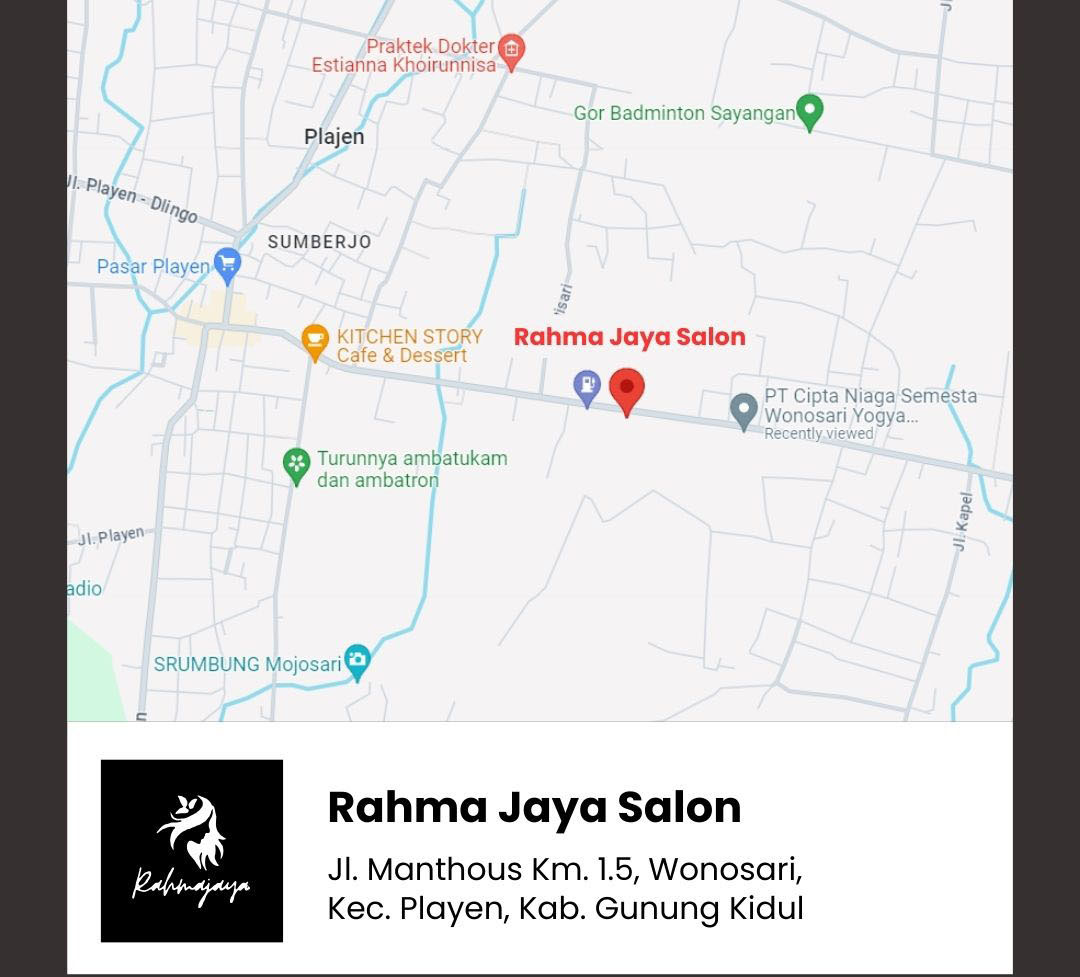 Praktek Dokter
Estianna Khoirunnisa
Gor Badminton Sayangan
Plajen
Jl. Playen - Dlingo
SUMBERJO
Pasar Playen
KITCHEN STORY
Cafe & Dessert
Rahma Jaya Salon
PT Cipta Niaga Semesta
Wonosari Yogya...
Recently viewed
Turunnya ambatukam
dan ambatron
Jl. Kapel
Jl. Playen
adio
SRUMBUNG Mojosari
Rahma Jaya Salon
Rahmajaya
Jl. Manthous Km. 1.5, Wonosari,
Kec. Playen, Kab. Gunung Kidul